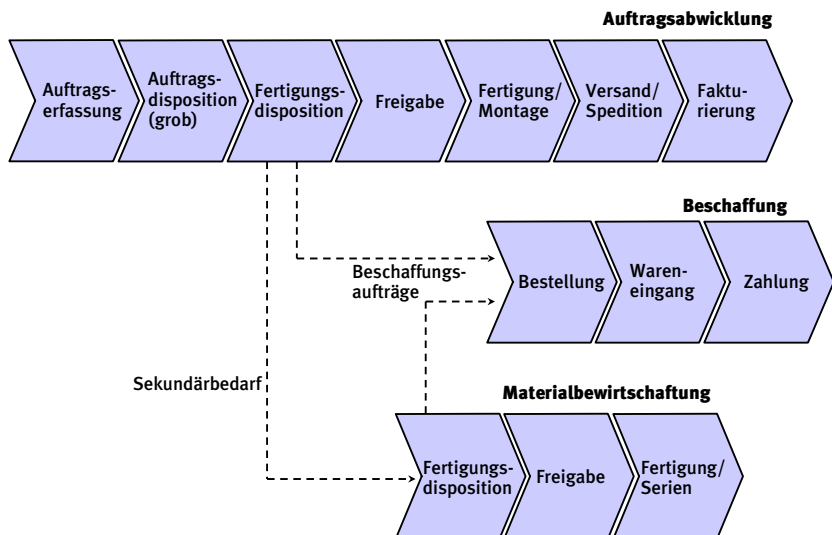 Auftragsabwicklung
Auftrags-
erfassung
Auftrags-
disposition
(grob)
Fertigungs-
disposition
Freigabe
Fertigung/
Montage
Versand/
Spedition
Faktu-
rierung
Beschaffung
Beschaffungs-
aufträge
Bestellung
Waren-
eingang
Zahlung
Sekundärbedarf
Materialbewirtschaftung
Fertigungs-
disposition
Freigabe
Fertigung/
Serien